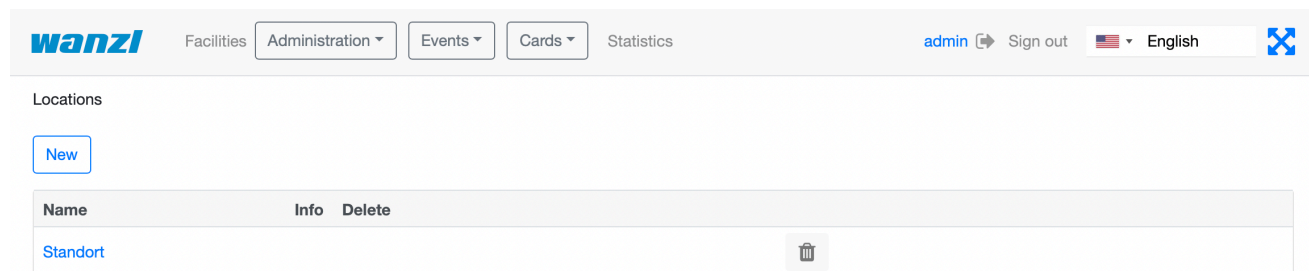 wanzl Facilities Administration Events Cards Statistics admin Sign out English
Locations
New
Name Info Delete
Standort